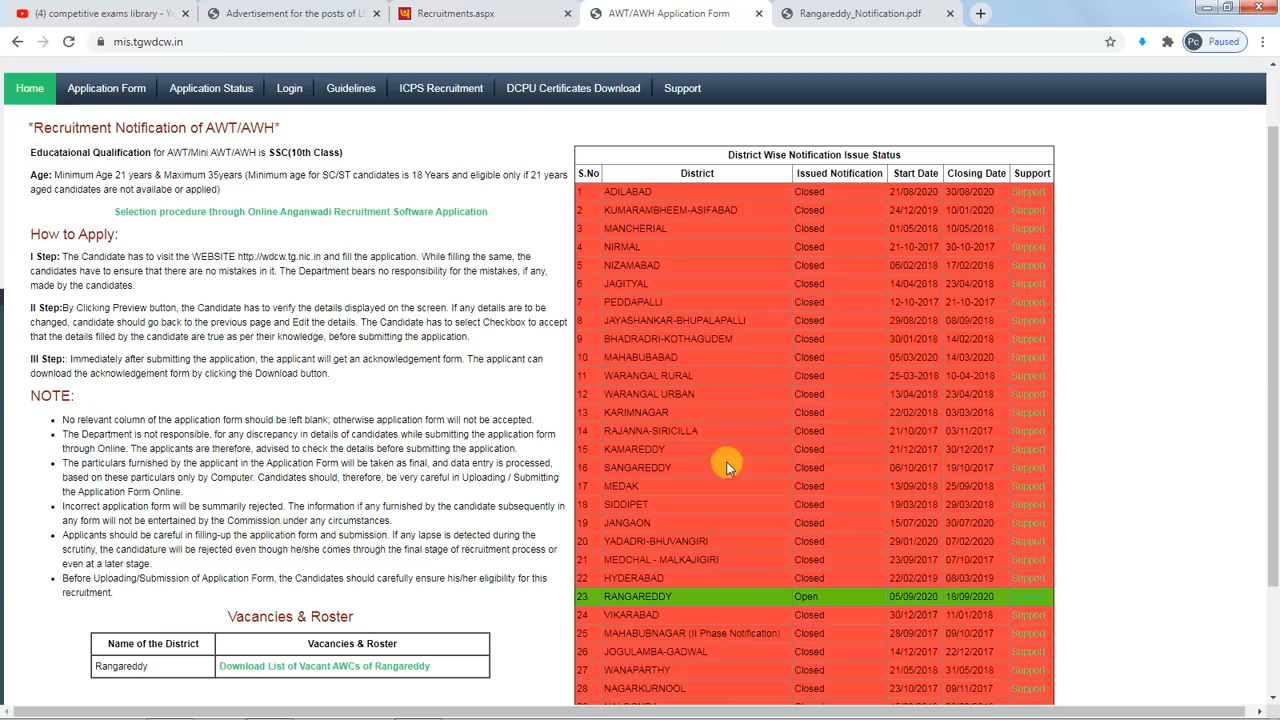 (4) competitive exams library - Y
Advertisement for the posts of L
Recruitments.aspx
AWT/AWH Application Form
Rangareddy_Notification.pdf
mis.tgwdcw.in
Pc Paused
Home Application Form Application Status Login Guidelines ICPS Recruitment DCPU Certificates Download Support
*Recruitment Notification of AWT/AWH*
Educataional Qualification for AWT/Mini AWT/AWH is SSC(10th Class)
Age: Minimum Age 21 years & Maximum 35years (Minimum age for SC/ST candidates is 18 Years and eligible only if 21 years
aged candidates are not availabe or applied)
Selection procedure through Online Anganwadi Recruitment Software Application
How to Apply:
I Step: The Candidate has to visit the WEBSITE http://wdcw.tg.nic.in and fill the application. While filling the same, the
candidates have to ensure that there are no mistakes in it. The Department bears no responsibility for the mistakes, if any,
made by the candidates.
II Step:By Clicking Preview button, the Candidate has to verify the details displayed on the screen. If any details are to be
changed, candidate should go back to the previous page and Edit the details. The Candidate has to select Checkbox to accept
that the details filled by the candidate are true as per their knowledge, before submitting the application.
III Step:: Immediately after submitting the application, the applicant will get an acknowledgement form. The applicant can
download the acknowledgement form by clicking the Download button.
NOTE:
No relevant column of the application form should be left blank; otherwise application form will not be accepted.
The Department is not responsible, for any discrepancy in details of candidates while submitting the application form
through Online. The applicants are therefore, advised to check the details before submitting the application.
The particulars furnished by the applicant in the Application Form will be taken as final, and data entry is processed,
based on these particulars only by Computer. Candidates should, therefore, be very careful in Uploading / Submitting
the Application Form Online.
Incorrect application form will be summarily rejected. The information if any furnished by the candidate subsequently in
any form will not be entertained by the Commission under any circumstances.
Applicants should be careful in filling-up the application form and submission. If any lapse is detected during the
scrutiny, the candidature will be rejected even though he/she comes through the final stage of recruitment process or
even at a later stage.
Before Uploading/Submission of Application Form, the Candidates should carefully ensure his/her eligibility for this
recruitment.
Vacancies & Roster
Name of the District Vacancies & Roster
Rangareddy Download List of Vacant AWCs of Rangareddy
District Wise Notification Issue Status
S.No District Issued Notification Start Date Closing Date Support
1 ADILABAD Closed 21/08/2020 30/08/2020 Support
2 KUMARAMBHEEM-ASIFABAD Closed 24/12/2019 10/01/2020 Support
3 MANCHERIAL Closed 01/05/2018 10/05/2018 Support
4 NIRMAL Closed 21-10-2017 30-10-2017 Support
5 NIZAMABAD Closed 06/02/2018 17/02/2018 Support
6 JAGITYAL Closed 14/04/2018 23/04/2018 Support
7 PEDDAPALLI Closed 12-10-2017 21-10-2017 Support
8 JAYASHANKAR-BHUPALAPALLI Closed 29/08/2018 08/09/2018 Support
9 BHADRADRI-KOTHAGUDEM Closed 30/01/2018 14/02/2018 Support
10 MAHABUBABAD Closed 05/03/2020 14/03/2020 Support
11 WARANGAL RURAL Closed 25-03-2018 10-04-2018 Support
12 WARANGAL URBAN Closed 13/04/2018 23/04/2018 Support
13 KARIMNAGAR Closed 22/02/2018 03/03/2018 Support
14 RAJANNA-SIRICILLA Closed 21/10/2017 03/11/2017 Support
15 KAMAREDDY Closed 21/12/2017 30/12/2017 Support
16 SANGAREDDY Closed 06/10/2017 19/10/2017 Support
17 MEDAK Closed 13/09/2018 25/09/2018 Support
18 SIDDIPET Closed 19/03/2018 29/03/2018 Support
19 JANGAON Closed 15/07/2020 30/07/2020 Support
20 YADADRI-BHUVANGIRI Closed 29/01/2020 07/02/2020 Support
21 MEDCHAL - MALKAJIGIRI Closed 23/09/2017 07/10/2017 Support
22 HYDERABAD Closed 22/02/2019 08/03/2019 Support
23 RANGAREDDY Open 05/09/2020 18/09/2020
24 VIKARABAD Closed 30/12/2017 11/01/2018 Support
25 MAHABUBNAGAR (II Phase Notification) Closed 28/09/2017 09/10/2017 Support
26 JOGULAMBA-GADWAL Closed 14/12/2017 22/12/2017 Support
27 WANAPARTHY Closed 21/05/2018 31/05/2018 Support
28 NAGARKURNOOL Closed 23/10/2017 09/11/2017 Support